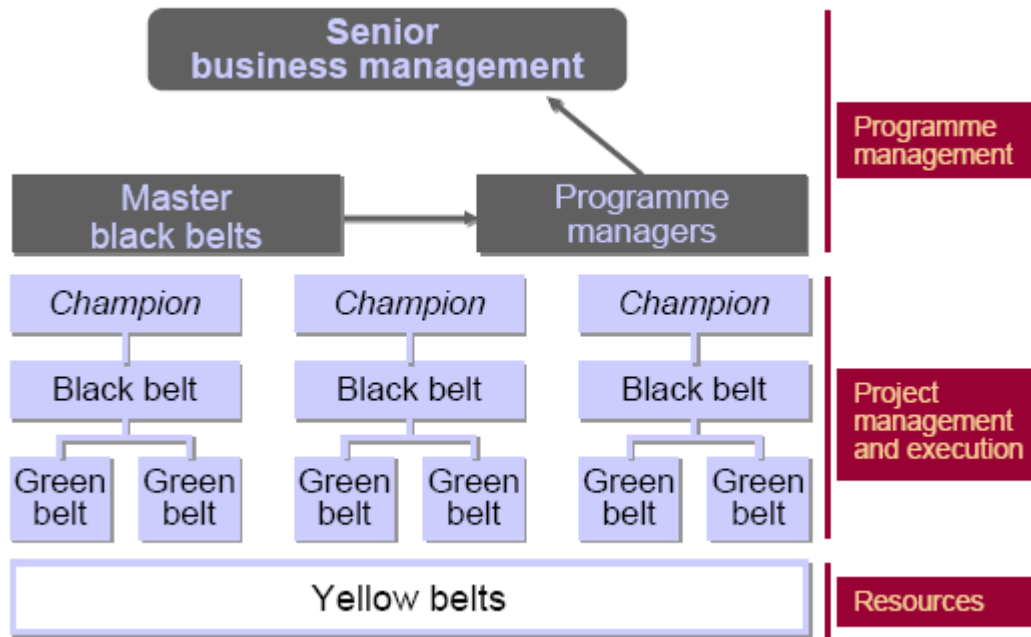 Senior
business management
Programme
management
Master
black belts
Programme
managers
Champion
Champion
Champion
Black belt
Black belt
Black belt
Project
management
and execution
Green
belt
Green
belt
Green
belt
Green
belt
Green
belt
Green
belt
Yellow belts
Resources